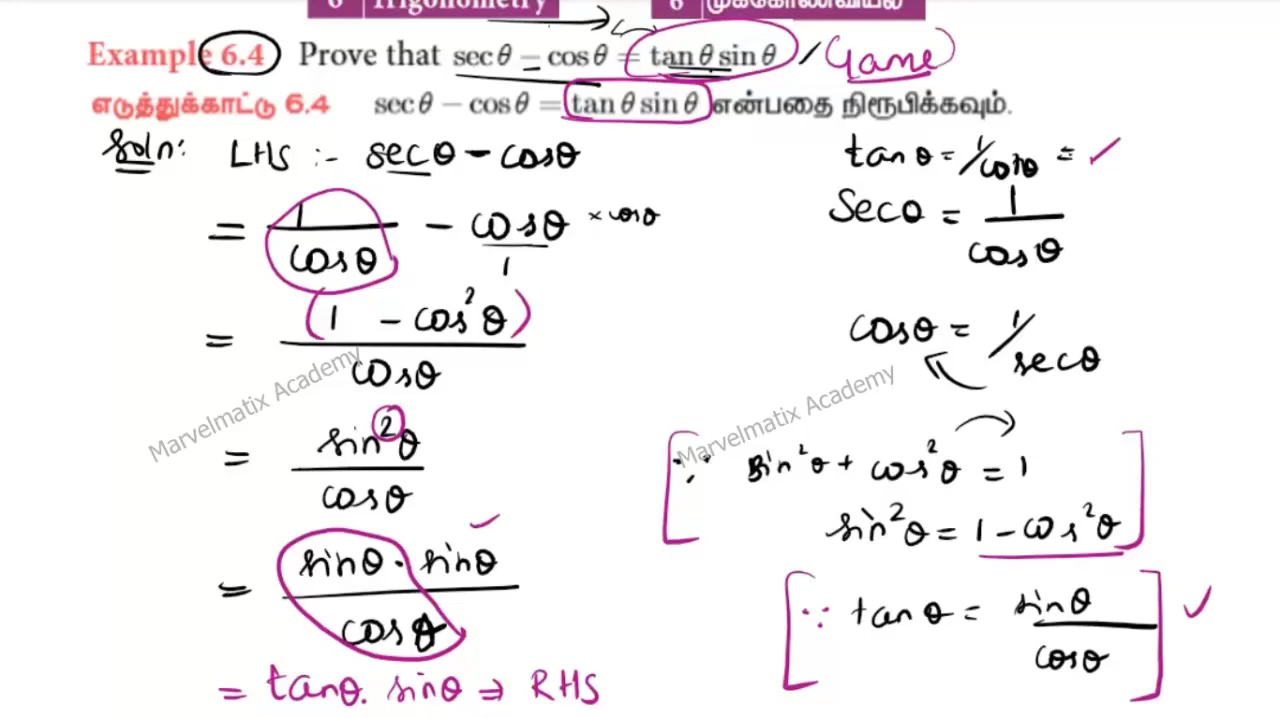 6 Trigonometry 6 முக்கோணவியல்
Example 6.4 Prove that secθ − cosθ = tanθ sinθ / Game
எடுத்துக்காட்டு 6.4 secθ − cosθ = tanθ sinθ என்பதை நிரூபிக்கவும்.
Soln: LHS :- secθ − cosθ
= 1/cosθ − cosθ/1 × cosθ
= (1 − cos²θ)/cosθ
= sin²θ/cosθ
= sinθ · sinθ/cosθ
= tanθ. sinθ ⇒ RHS
tanθ = 1/cotθ = ✓
Secθ = 1/cosθ
cosθ = 1/secθ
[∵ sin²θ + cos²θ = 1
sin²θ = 1 − cos²θ]
[∵ tanθ = sinθ/cosθ] ✓
Marvelmatix Academy
Marvelmatix Academy